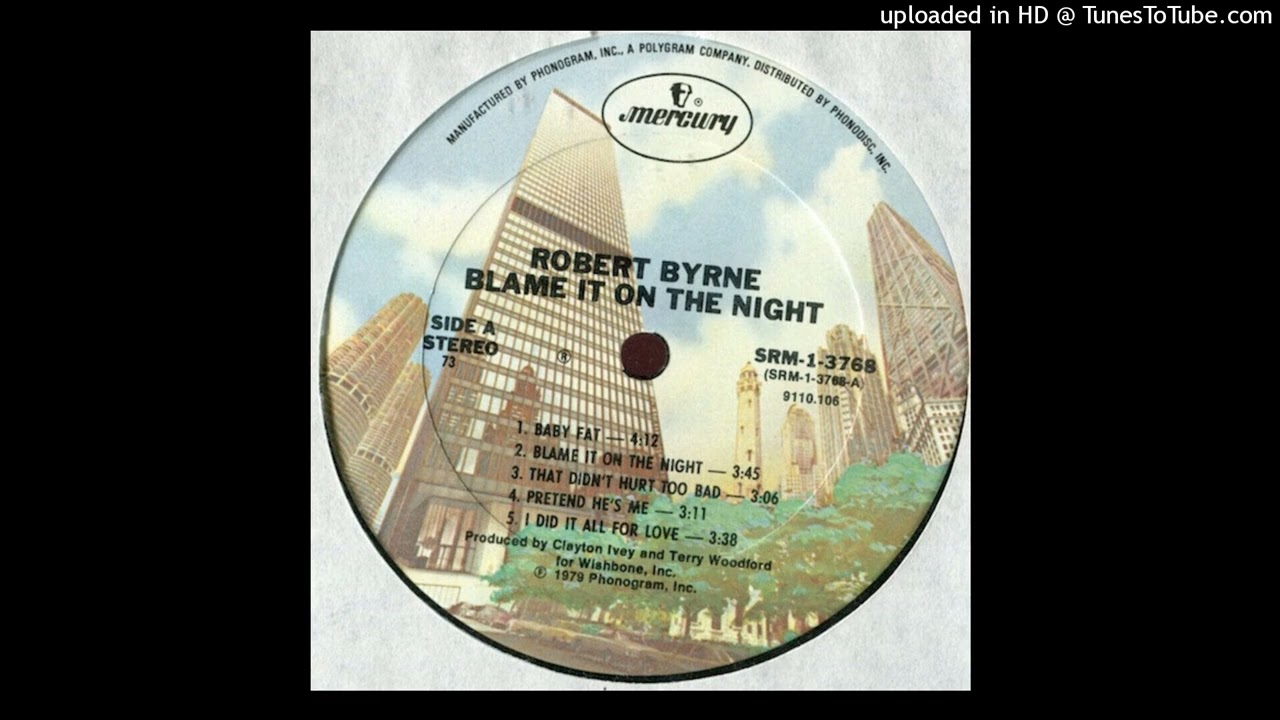 uploaded in HD @ TunesToTube.com
MANUFACTURED BY PHONOGRAM, INC., A POLYGRAM COMPANY. DISTRIBUTED BY PHONODISC, INC.
mercury ®
ROBERT BYRNE
BLAME IT ON THE NIGHT
SIDE A
STEREO
73
®
SRM-1-3768
(SRM-1-3768-A)
9110.106
1. BABY FAT — 4:12
2. BLAME IT ON THE NIGHT — 3:45
3. THAT DIDN'T HURT TOO BAD — 3:06
4. PRETEND HE'S ME — 3:11
5. I DID IT ALL FOR LOVE — 3:38
Produced by Clayton Ivey and Terry Woodford
for Wishbone, Inc.
℗ 1979 Phonogram, Inc.